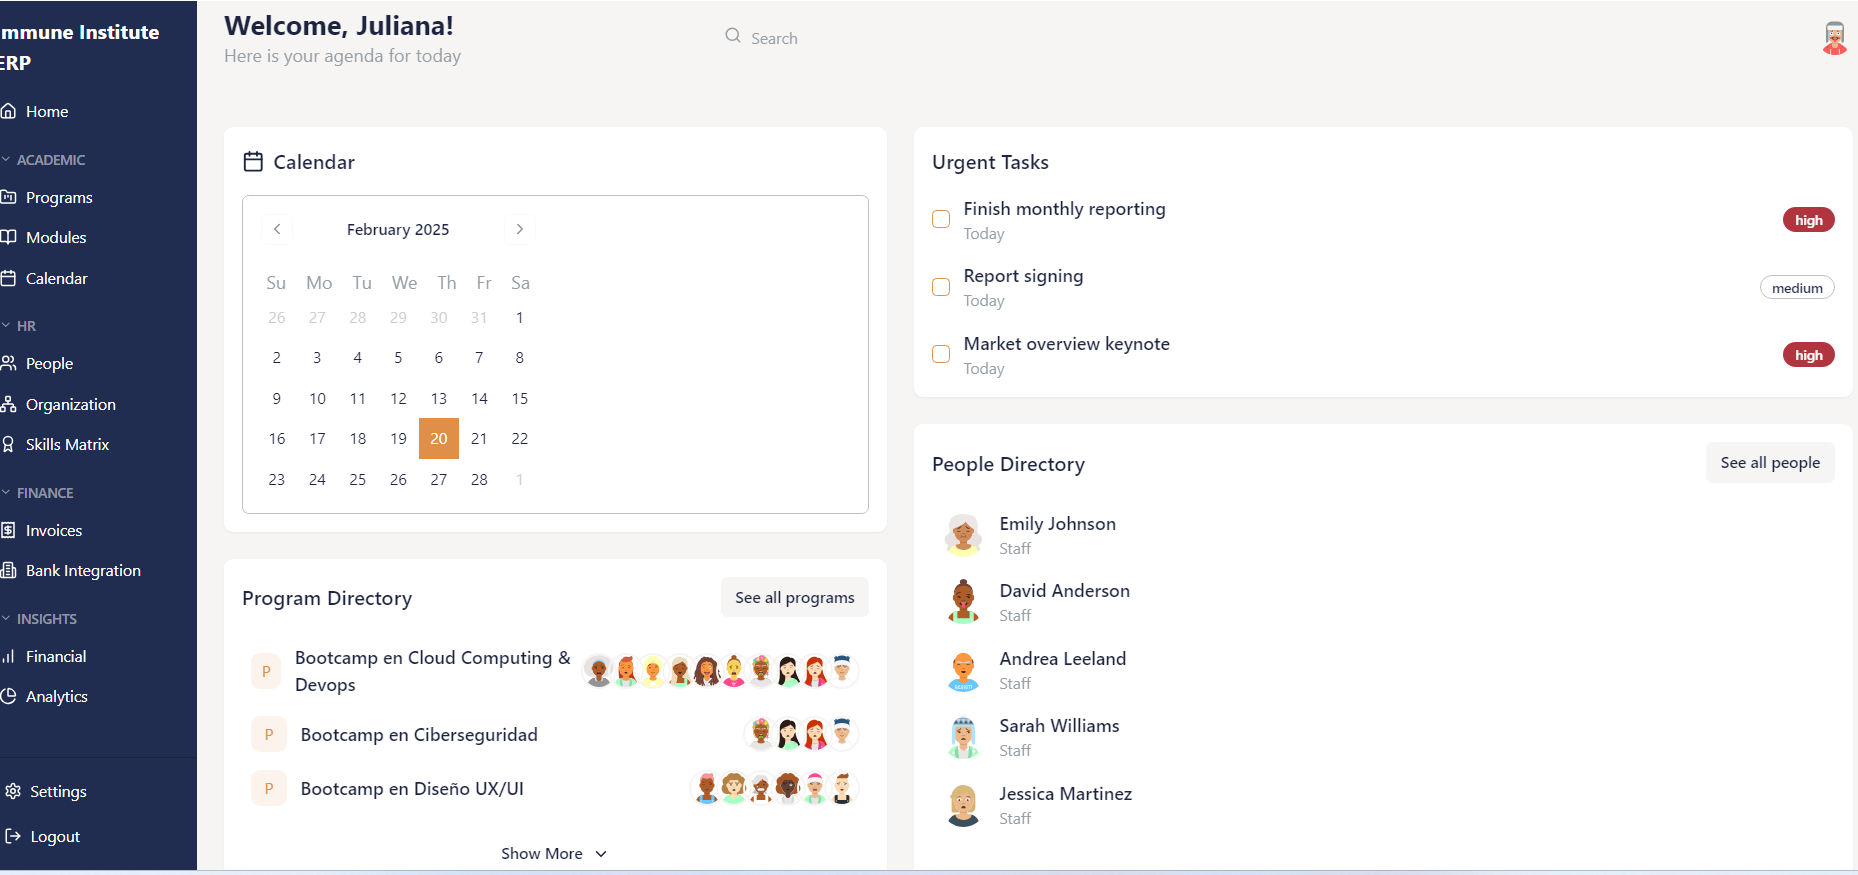 mmune Institute
ERP
Home
ACADEMIC
Programs
Modules
Calendar
HR
People
Organization
Skills Matrix
FINANCE
Invoices
Bank Integration
INSIGHTS
Financial
Analytics
Settings
Logout
Welcome, Juliana!
Here is your agenda for today
Search
Calendar
February 2025
Su Mo Tu We Th Fr Sa
26 27 28 29 30 31 1
2 3 4 5 6 7 8
9 10 11 12 13 14 15
16 17 18 19 20 21 22
23 24 25 26 27 28 1
Program Directory
See all programs
P
Bootcamp en Cloud Computing &
Devops
P
Bootcamp en Ciberseguridad
P
Bootcamp en Diseño UX/UI
Show More
Urgent Tasks
Finish monthly reporting
Today
high
Report signing
Today
medium
Market overview keynote
Today
high
People Directory
See all people
Emily Johnson
Staff
David Anderson
Staff
Andrea Leeland
Staff
Sarah Williams
Staff
Jessica Martinez
Staff